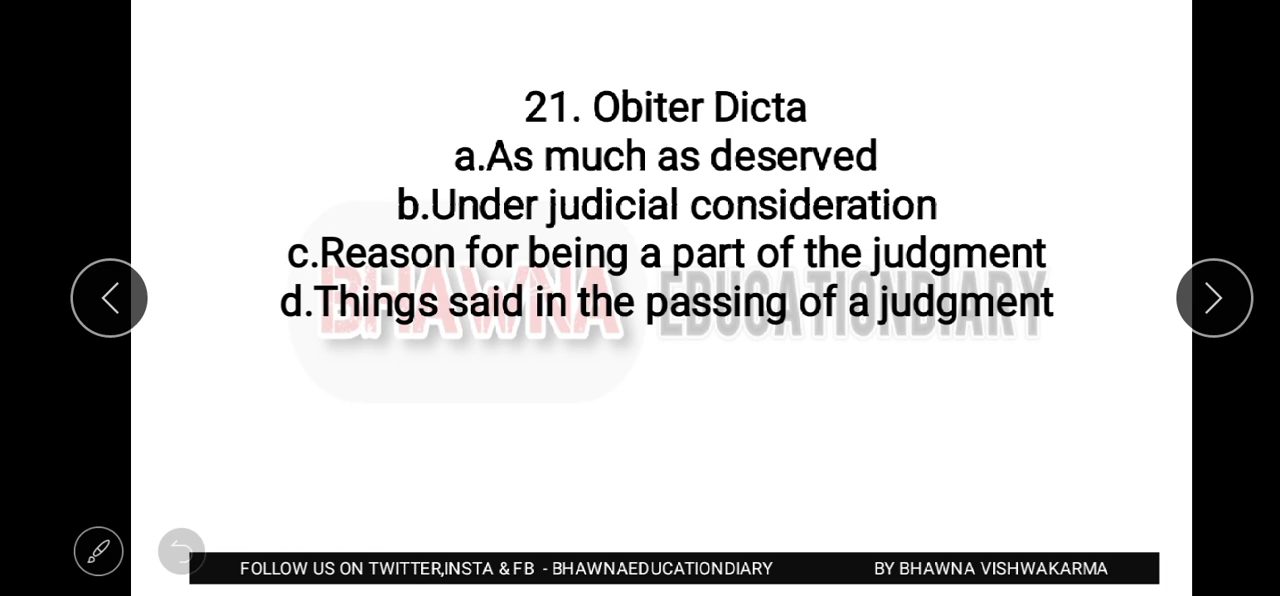 21. Obiter Dicta
a.As much as deserved
b.Under judicial consideration
c.Reason for being a part of the judgment
d.Things said in the passing of a judgment
BHAWNA EDUCATIONDIARY
FOLLOW US ON TWITTER,INSTA & FB - BHAWNAEDUCATIONDIARY BY BHAWNA VISHWAKARMA